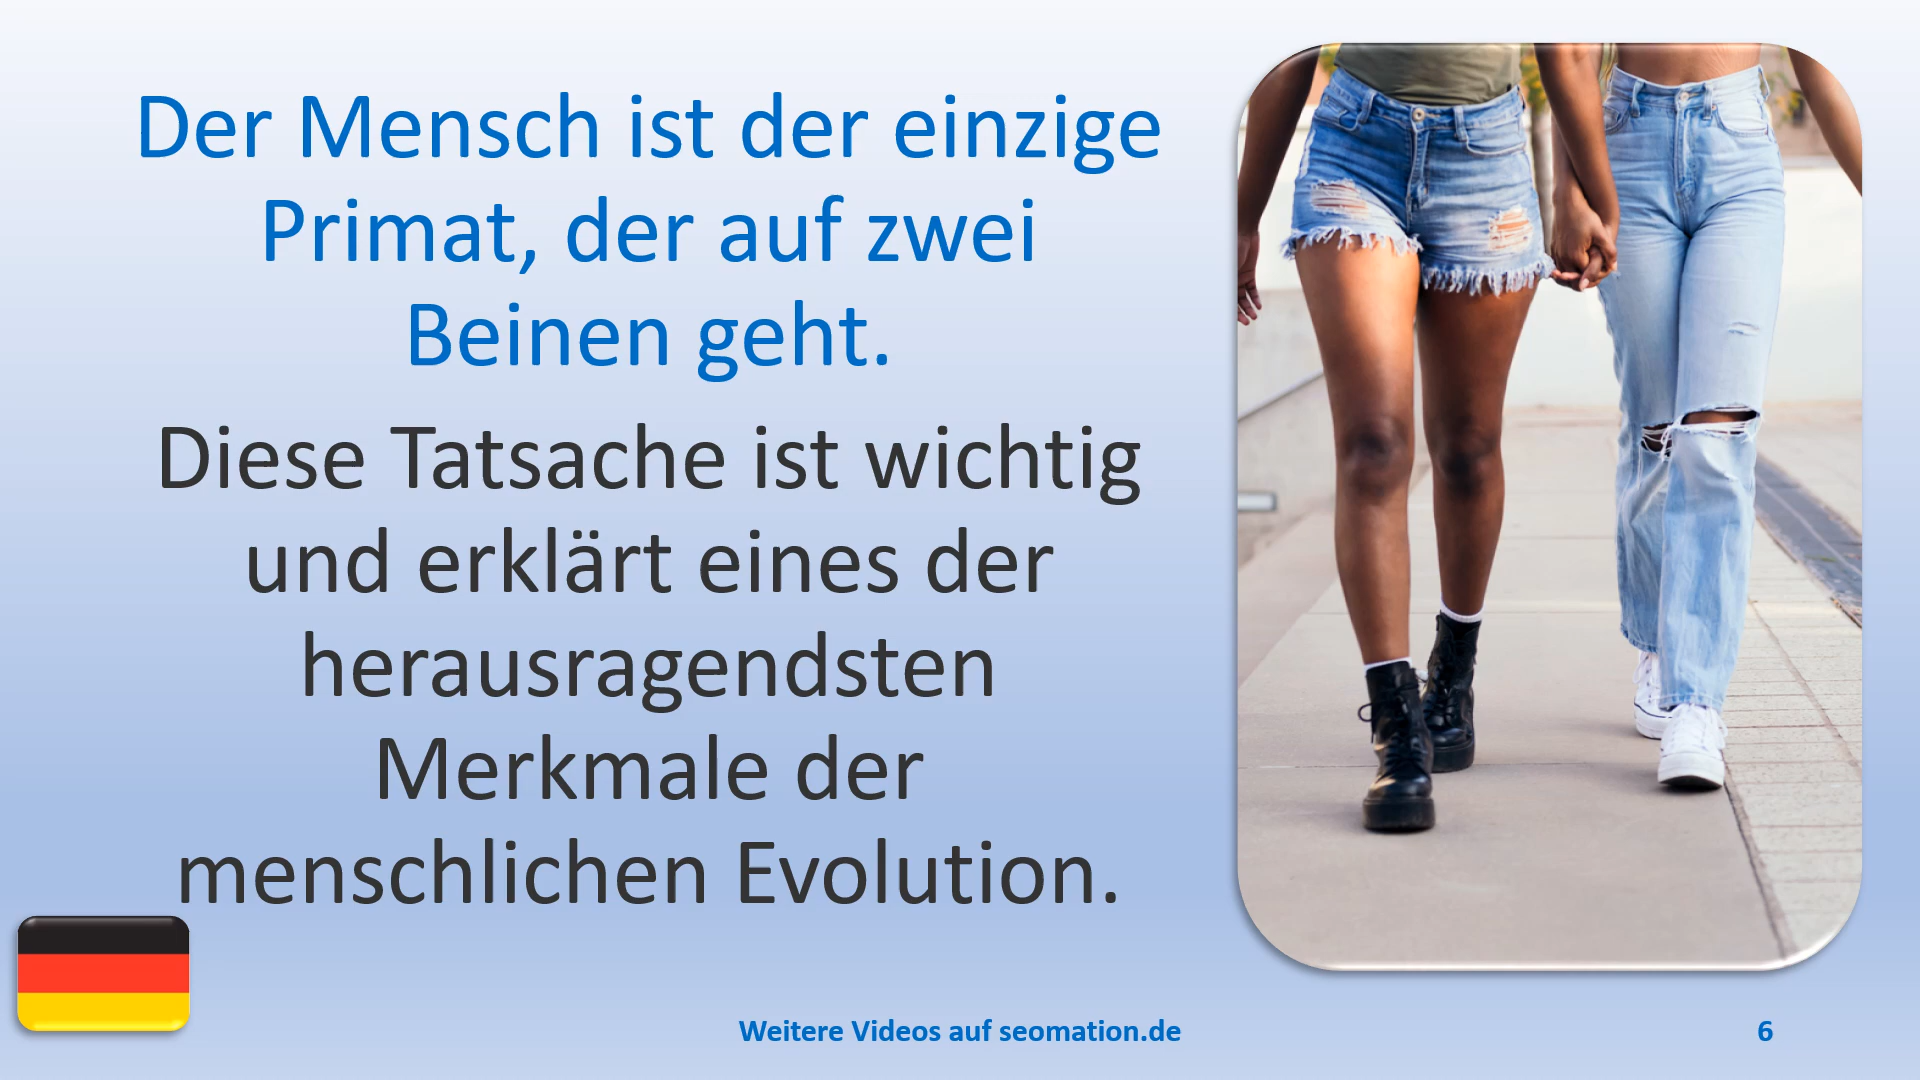 Der Mensch ist der einzige
Primat, der auf zwei
Beinen geht.
Diese Tatsache ist wichtig
und erklärt eines der
herausragendsten
Merkmale der
menschlichen Evolution.
Weitere Videos auf seomation.de
6